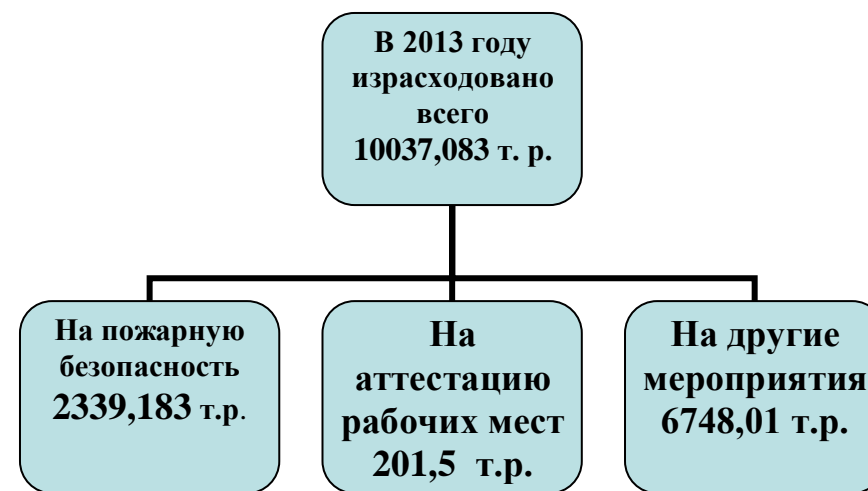 В 2013 году
израсходовано
всего
10037,083 т. р.
На пожарную
безопасность
2339,183 т.р.
На
аттестацию
рабочих мест
201,5 т.р.
На другие
мероприятия
6748,01 т.р.